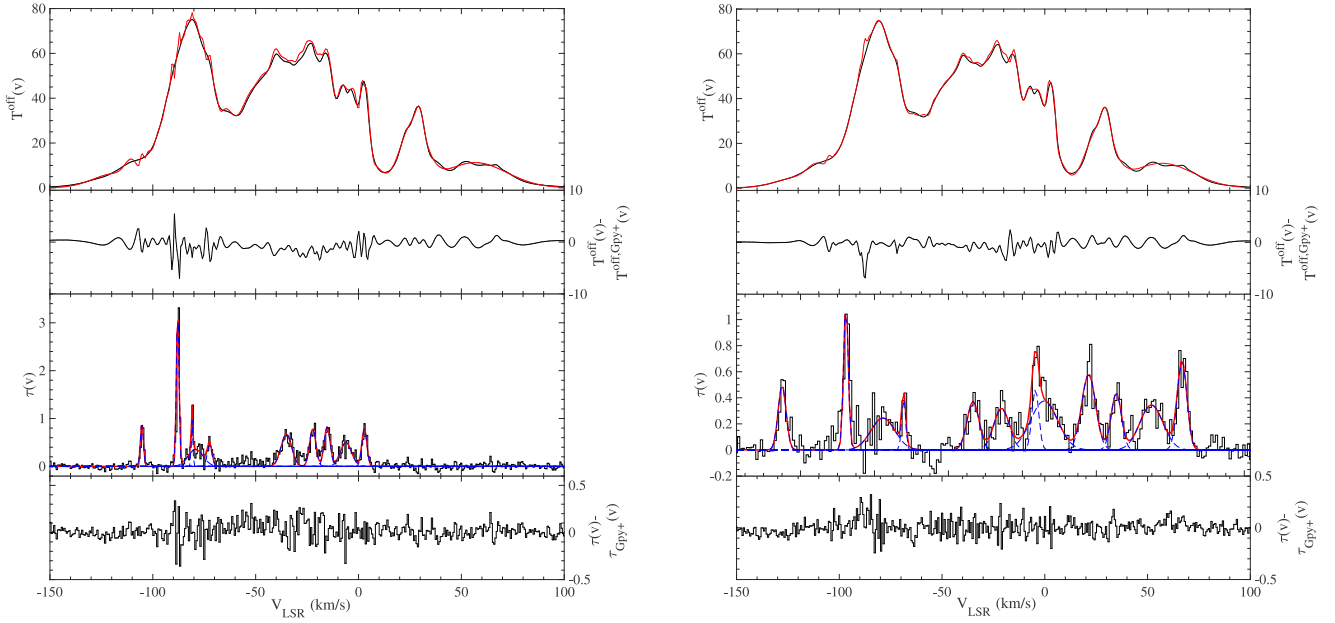 80
60
40
20
0
T^off(v)
10
0
-10
T^off(v)-
T^off,Gpy+(v)
3
2
1
0
τ(v)
0.5
0
-0.5
τ(v)-
τ_Gpy+(v)
-150 -100 -50 0 50 100
V_LSR (km/s)
80
60
40
20
0
T^off(v)
10
0
-10
T^off(v)-
T^off,Gpy+(v)
1
0.8
0.6
0.4
0.2
0
-0.2
τ(v)
0.5
0
-0.5
τ(v)-
τ_Gpy+(v)
-150 -100 -50 0 50 100
V_LSR (km/s)